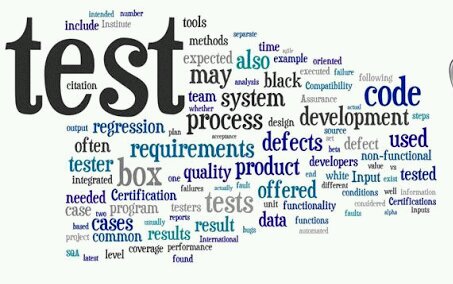 intended number
include Institute
tools
methods separate
test
expected also time agile example oriented
citation
may analysis black executed failure
Compatibility following
team whether system Assurance code
process design development actual
output regression plan source steps
often acceptance requirements defects set defect used
tester beta developers non-functional
integrated box one quality product value vs
needed Certification failures end white Input exist tested
case program testers actually fault offered different conditions well information
two tests unit functionality considered Certifications
based cases usually reports data faults alpha Inputs
project common results result bugs functions automated
SQA level coverage performance International
latest found